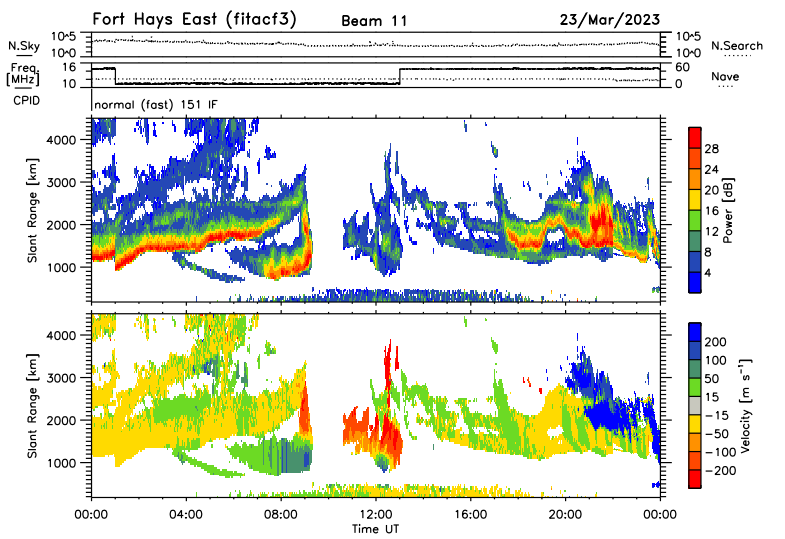 Fort Hays East (fitacf3) Beam 11 23/Mar/2023
N.Sky 10^5 10^0 10^5 10^0 N.Search
Freq. [MHz] 16 10 60 0 Nave
CPID normal (fast) 151 IF
Slant Range [km] 4000 3000 2000 1000
Power [dB] 28 24 20 16 12 8 4
Slant Range [km] 4000 3000 2000 1000
Velocity [m s⁻¹] 200 100 50 15 −15 −50 −100 −200
00:00 04:00 08:00 12:00 16:00 20:00 00:00
Time UT